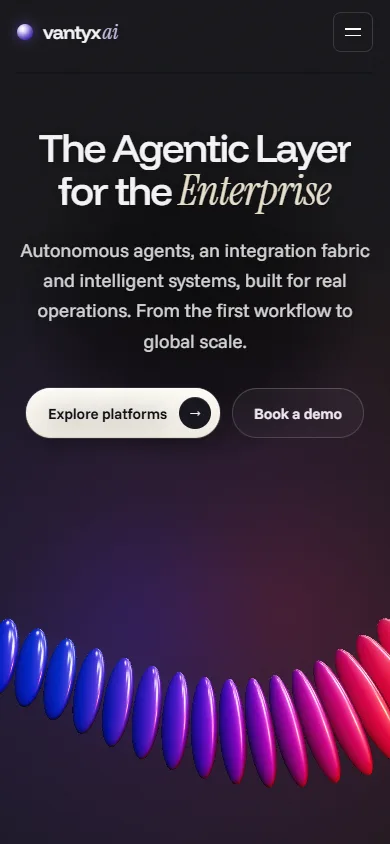 vantyxai
The Agentic Layer
for the Enterprise
Autonomous agents, an integration fabric
and intelligent systems, built for real
operations. From the first workflow to
global scale.
Explore platforms →
Book a demo